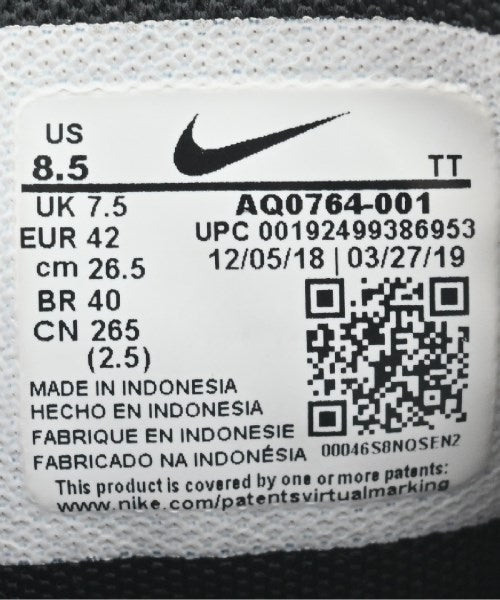 US
8.5
TT
UK 7.5
EUR 42
cm 26.5
BR 40
CN 265
(2.5)
AQ0764-001
UPC 00192499386953
12/05/18 | 03/27/19
00046S8NOSEN2
MADE IN INDONESIA
HECHO EN INDONESIA
FABRIQUE EN INDONESIE
FABRICADO NA INDONÉSIA
This product is covered by one or more patents:
www.nike.com/patentsvirtualmarking